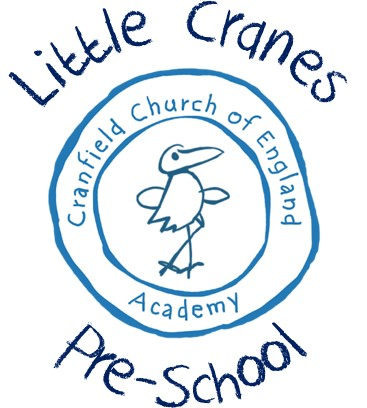 Little Cranes
Cranfield Church of England
Academy
Pre-School